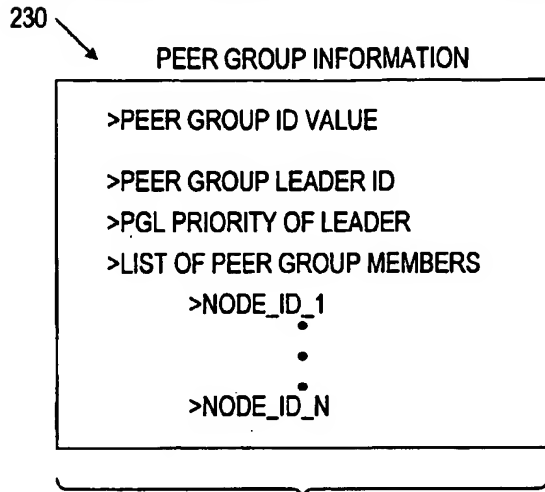 230
PEER GROUP INFORMATION
>PEER GROUP ID VALUE
>PEER GROUP LEADER ID
>PGL PRIORITY OF LEADER
>LIST OF PEER GROUP MEMBERS
>NODE_ID_1
>NODE_ID_N